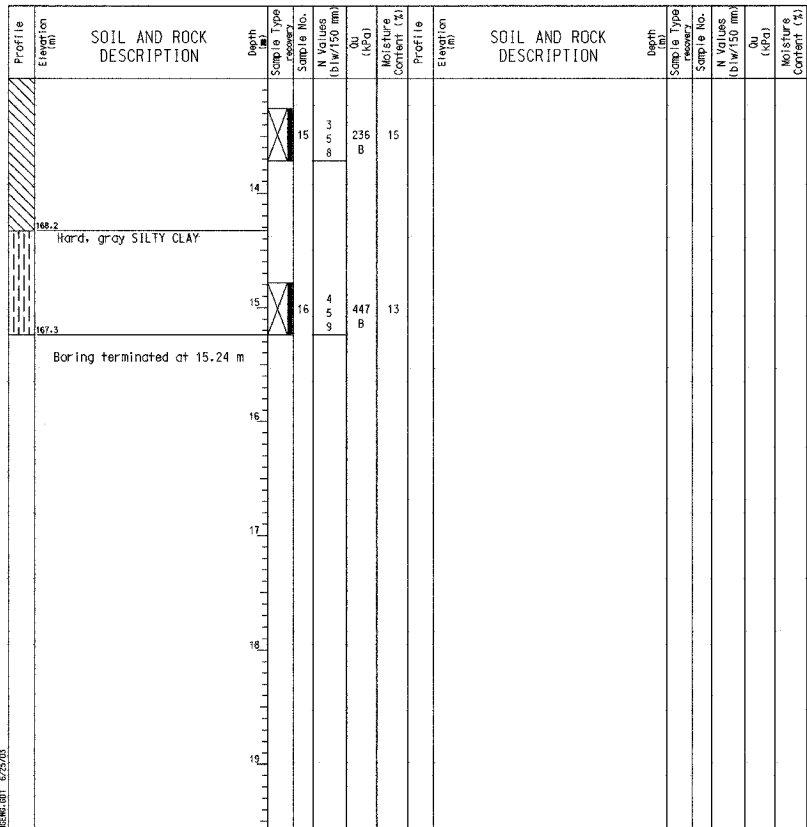 Profile
Elevation (m)
SOIL AND ROCK
DESCRIPTION
Depth (m)
Sample Type
recovery
Sample No.
N Values
(blw/150 mm)
Qu
(kPa)
Moisture
Content (%)
Profile
Elevation (m)
SOIL AND ROCK
DESCRIPTION
Depth (m)
Sample Type
recovery
Sample No.
N Values
(blw/150 mm)
Qu
(kPa)
Moisture
Content (%)
15
3
5
8
236
B
15
14
168.2
Hard, gray SILTY CLAY
15
16
4
5
9
447
B
13
167.3
Boring terminated at 15.24 m
16
17
18
19
6/25/03